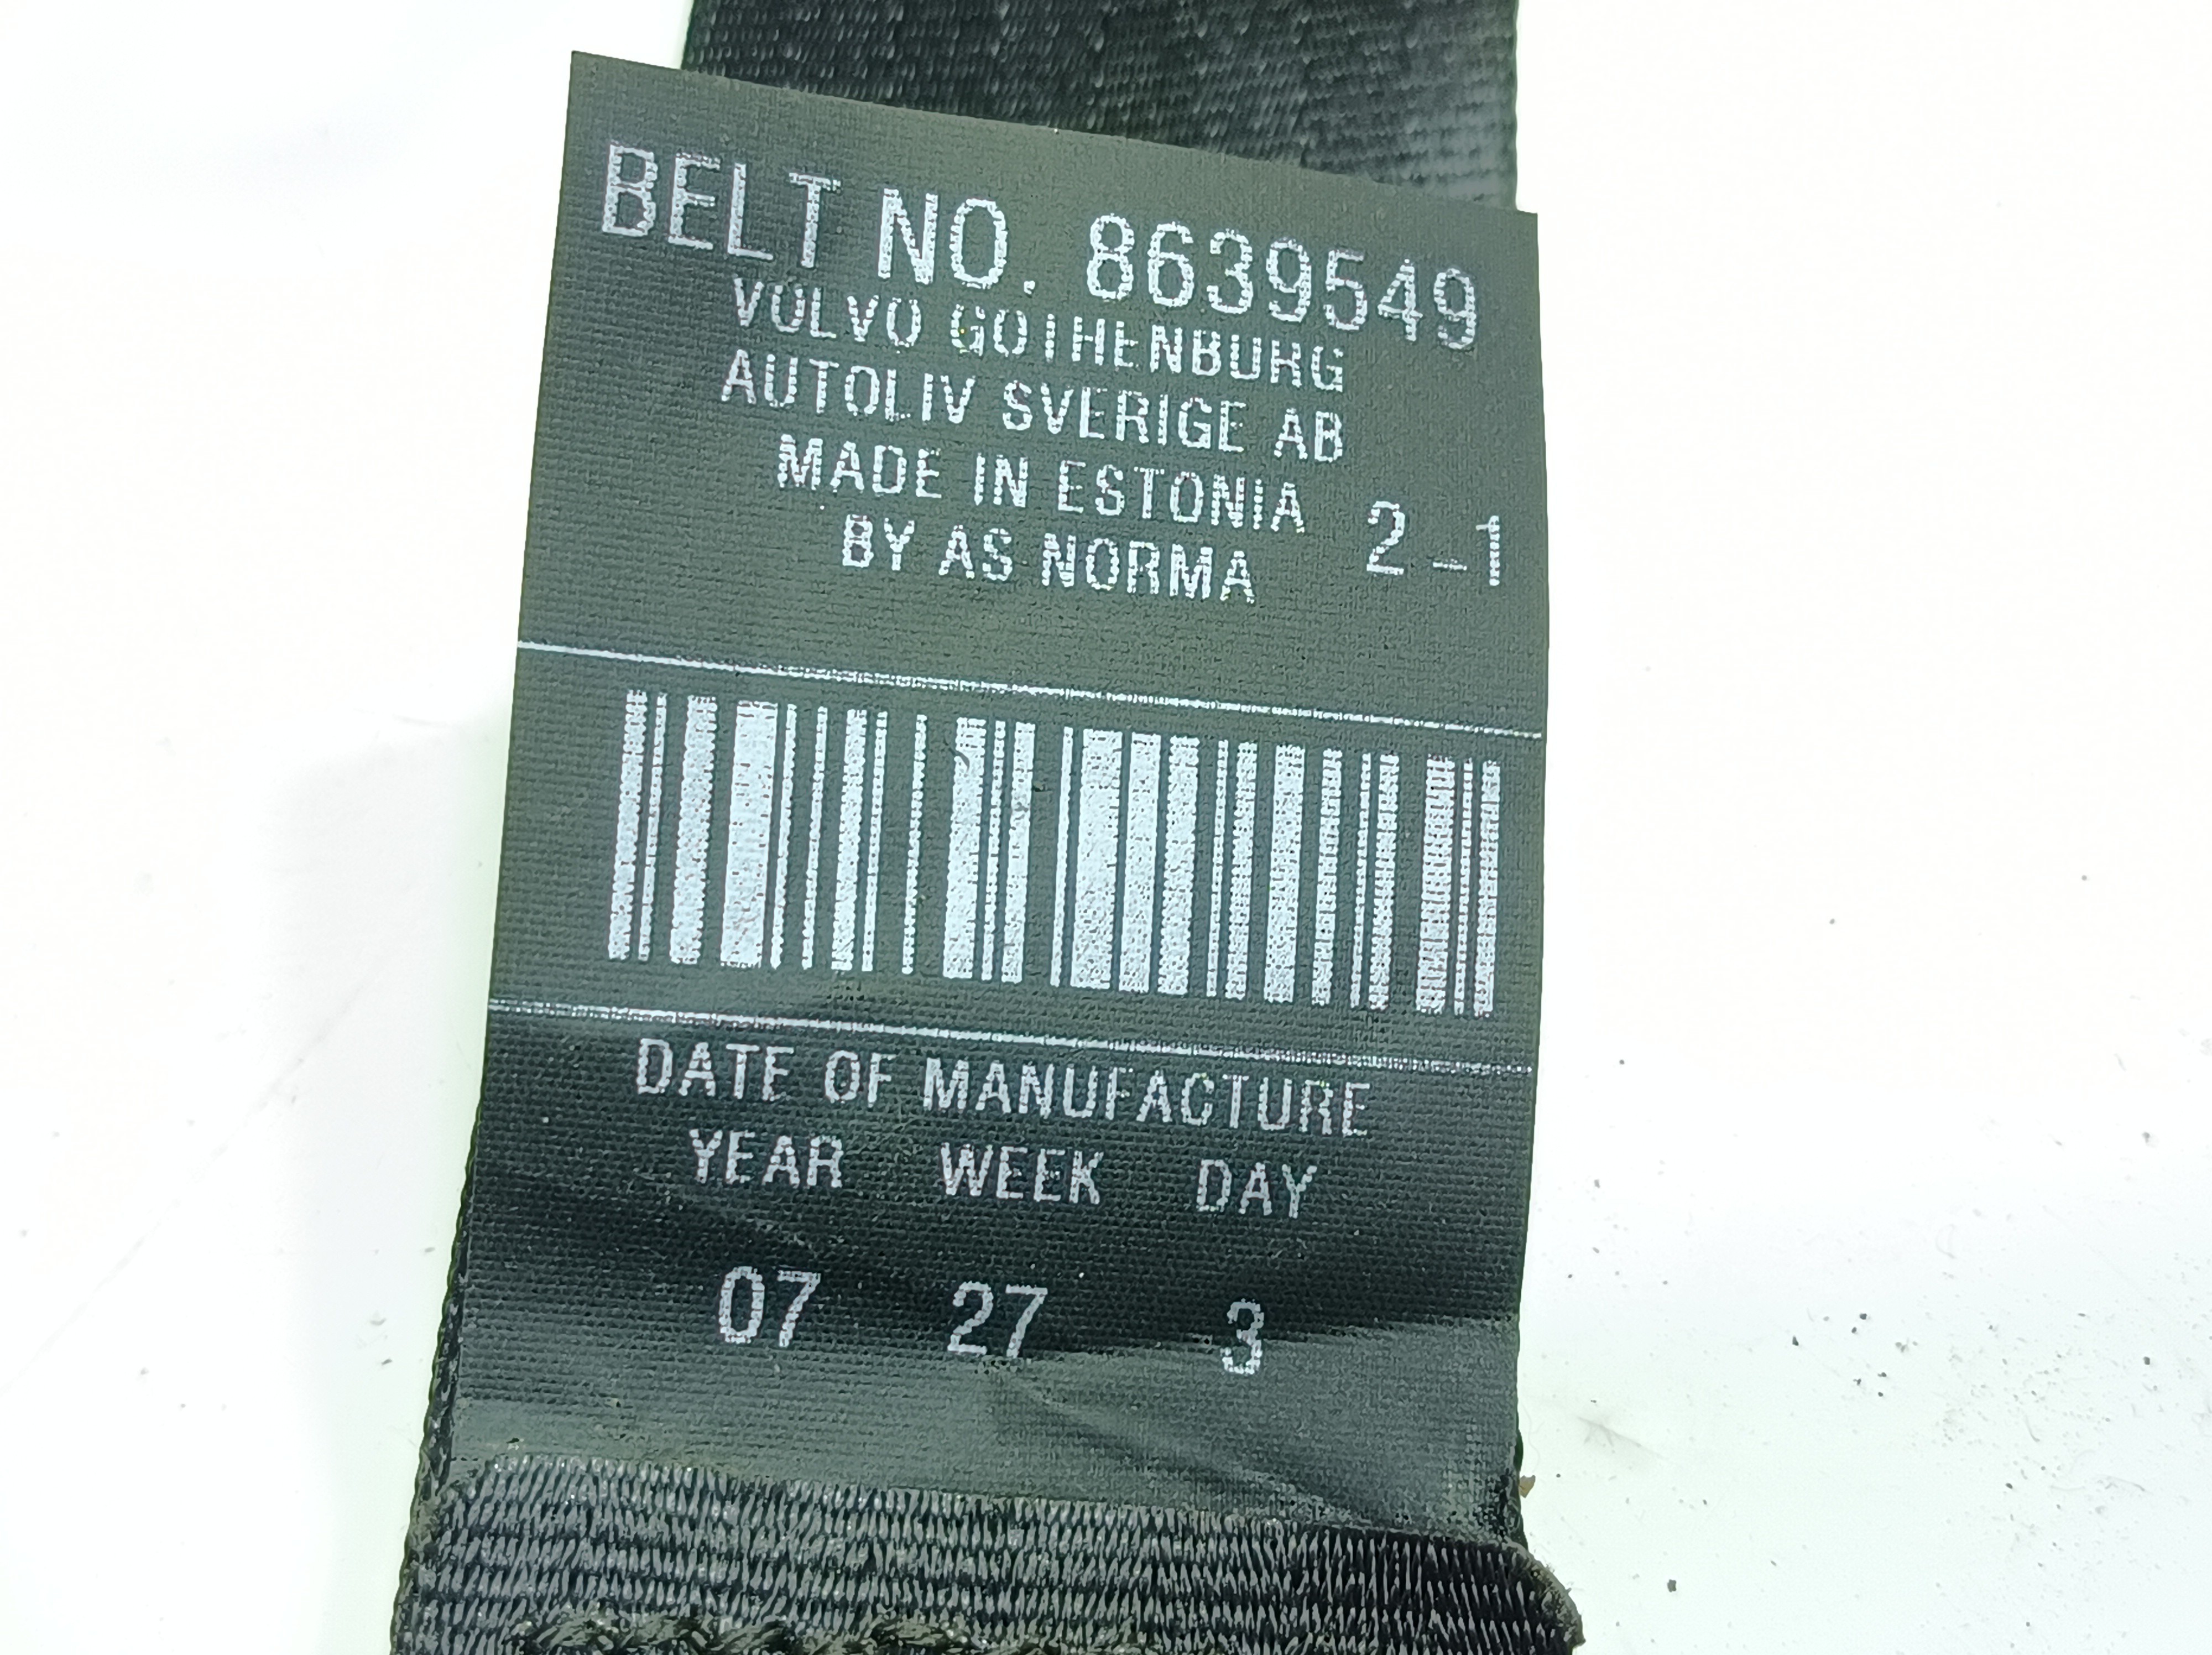 BELT NO. 8639549
VOLVO GOTHENBURG
AUTOLIV SVERIGE AB
MADE IN ESTONIA
BY AS NORMA 2-1
DATE OF MANUFACTURE
YEAR WEEK DAY
07 27 3